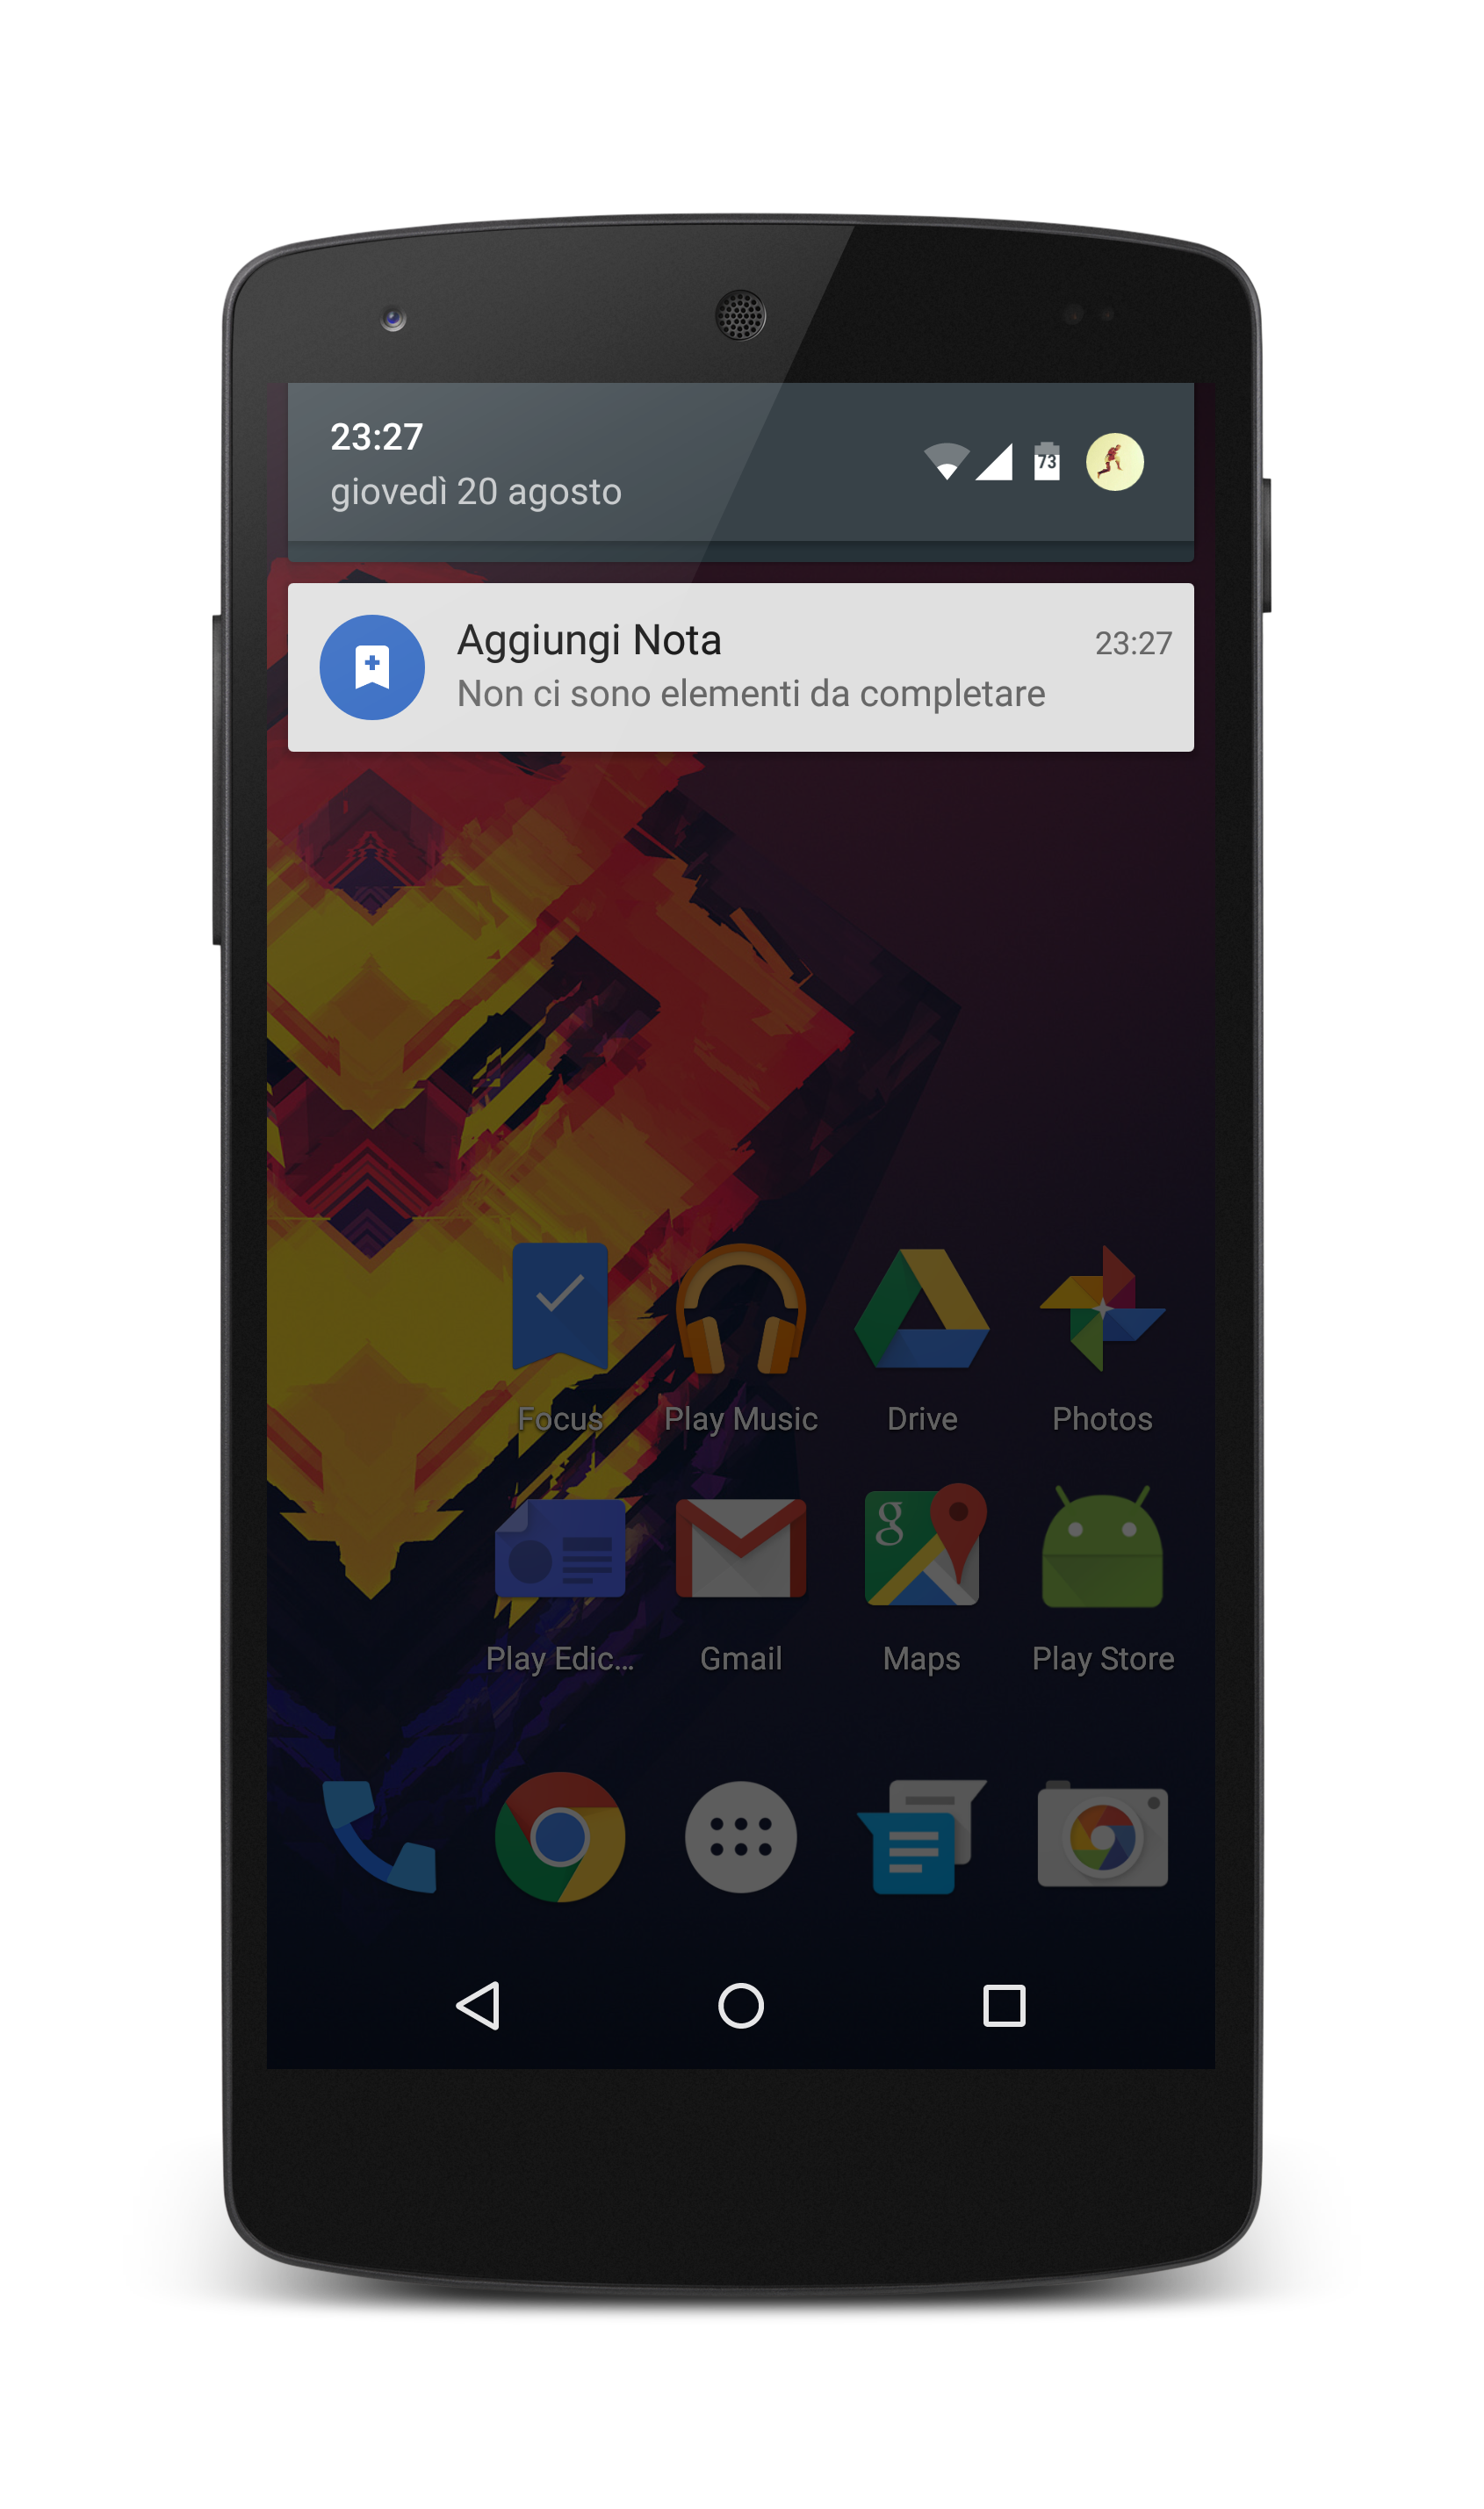 23:27
giovedì 20 agosto
73
Aggiungi Nota
23:27
Non ci sono elementi da completare
Focus
Play Music
Drive
Photos
g
Play Edic…
Gmail
Maps
Play Store